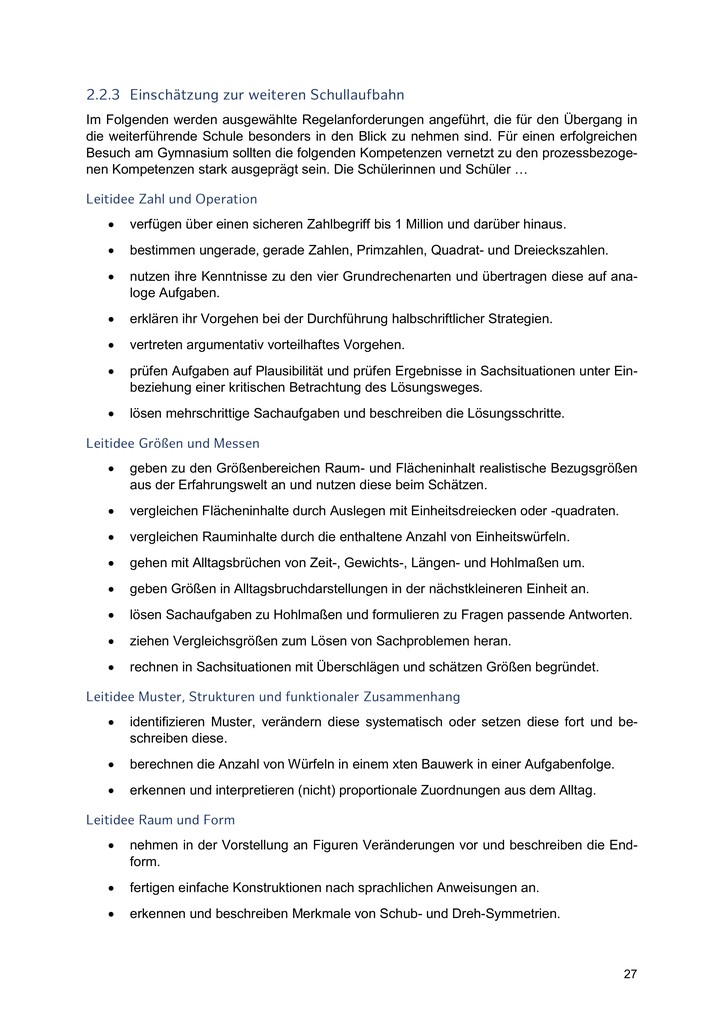 2.2.3 Einschätzung zur weiteren Schullaufbahn
Im Folgenden werden ausgewählte Regelanforderungen angeführt, die für den Übergang in
die weiterführende Schule besonders in den Blick zu nehmen sind. Für einen erfolgreichen
Besuch am Gymnasium sollten die folgenden Kompetenzen vernetzt zu den prozessbezoge-
nen Kompetenzen stark ausgeprägt sein. Die Schülerinnen und Schüler …
Leitidee Zahl und Operation
• verfügen über einen sicheren Zahlbegriff bis 1 Million und darüber hinaus.
• bestimmen ungerade, gerade Zahlen, Primzahlen, Quadrat- und Dreieckszahlen.
• nutzen ihre Kenntnisse zu den vier Grundrechenarten und übertragen diese auf ana-
loge Aufgaben.
• erklären ihr Vorgehen bei der Durchführung halbschriftlicher Strategien.
• vertreten argumentativ vorteilhaftes Vorgehen.
• prüfen Aufgaben auf Plausibilität und prüfen Ergebnisse in Sachsituationen unter Ein-
beziehung einer kritischen Betrachtung des Lösungsweges.
• lösen mehrschrittige Sachaufgaben und beschreiben die Lösungsschritte.
Leitidee Größen und Messen
• geben zu den Größenbereichen Raum- und Flächeninhalt realistische Bezugsgrößen
aus der Erfahrungswelt an und nutzen diese beim Schätzen.
• vergleichen Flächeninhalte durch Auslegen mit Einheitsdreiecken oder -quadraten.
• vergleichen Rauminhalte durch die enthaltene Anzahl von Einheitswürfeln.
• gehen mit Alltagsbrüchen von Zeit-, Gewichts-, Längen- und Hohlmaßen um.
• geben Größen in Alltagsbruchdarstellungen in der nächstkleineren Einheit an.
• lösen Sachaufgaben zu Hohlmaßen und formulieren zu Fragen passende Antworten.
• ziehen Vergleichsgrößen zum Lösen von Sachproblemen heran.
• rechnen in Sachsituationen mit Überschlägen und schätzen Größen begründet.
Leitidee Muster, Strukturen und funktionaler Zusammenhang
• identifizieren Muster, verändern diese systematisch oder setzen diese fort und be-
schreiben diese.
• berechnen die Anzahl von Würfeln in einem xten Bauwerk in einer Aufgabenfolge.
• erkennen und interpretieren (nicht) proportionale Zuordnungen aus dem Alltag.
Leitidee Raum und Form
• nehmen in der Vorstellung an Figuren Veränderungen vor und beschreiben die End-
form.
• fertigen einfache Konstruktionen nach sprachlichen Anweisungen an.
• erkennen und beschreiben Merkmale von Schub- und Dreh-Symmetrien.
27